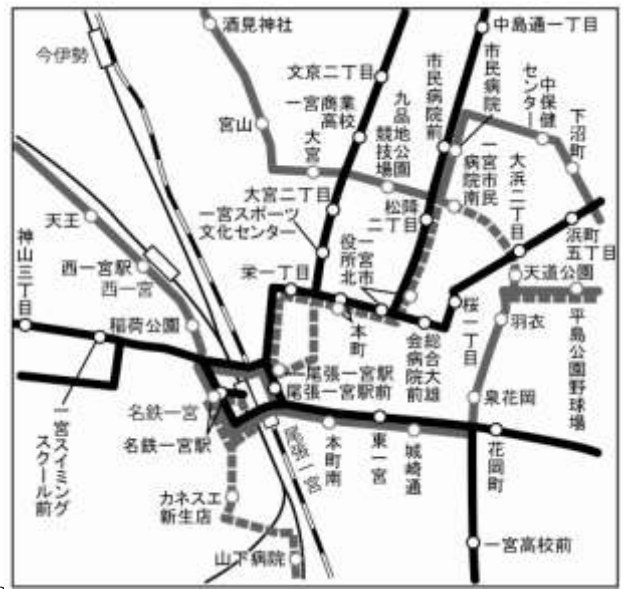 酒見神社
中島通一丁目
今伊勢
文京二丁目
市民病院前
市民病院
中保健
センター
下沼町
一宮商業
高校
九品地公園
競技場
宮山
大宮
一宮市民
病院南
大浜二丁目
大宮二丁目
松降
二丁目
一宮スポーツ
文化センター
浜町
五丁目
天王
神山三丁目
役一
所宮
北市
西一宮駅
西一宮
栄一丁目
天道公園
稲荷公園
本町
総合大雄
会病院前
桜一丁目
羽衣
平島公園野球場
尾張一宮駅
尾張一宮駅前
名鉄一宮
名鉄一宮駅
尾張一宮
泉花岡
一宮スイミング
スクール前
本町南
東一宮
城崎通
花岡町
カネスエ
新生店
山下病院
一宮高校前